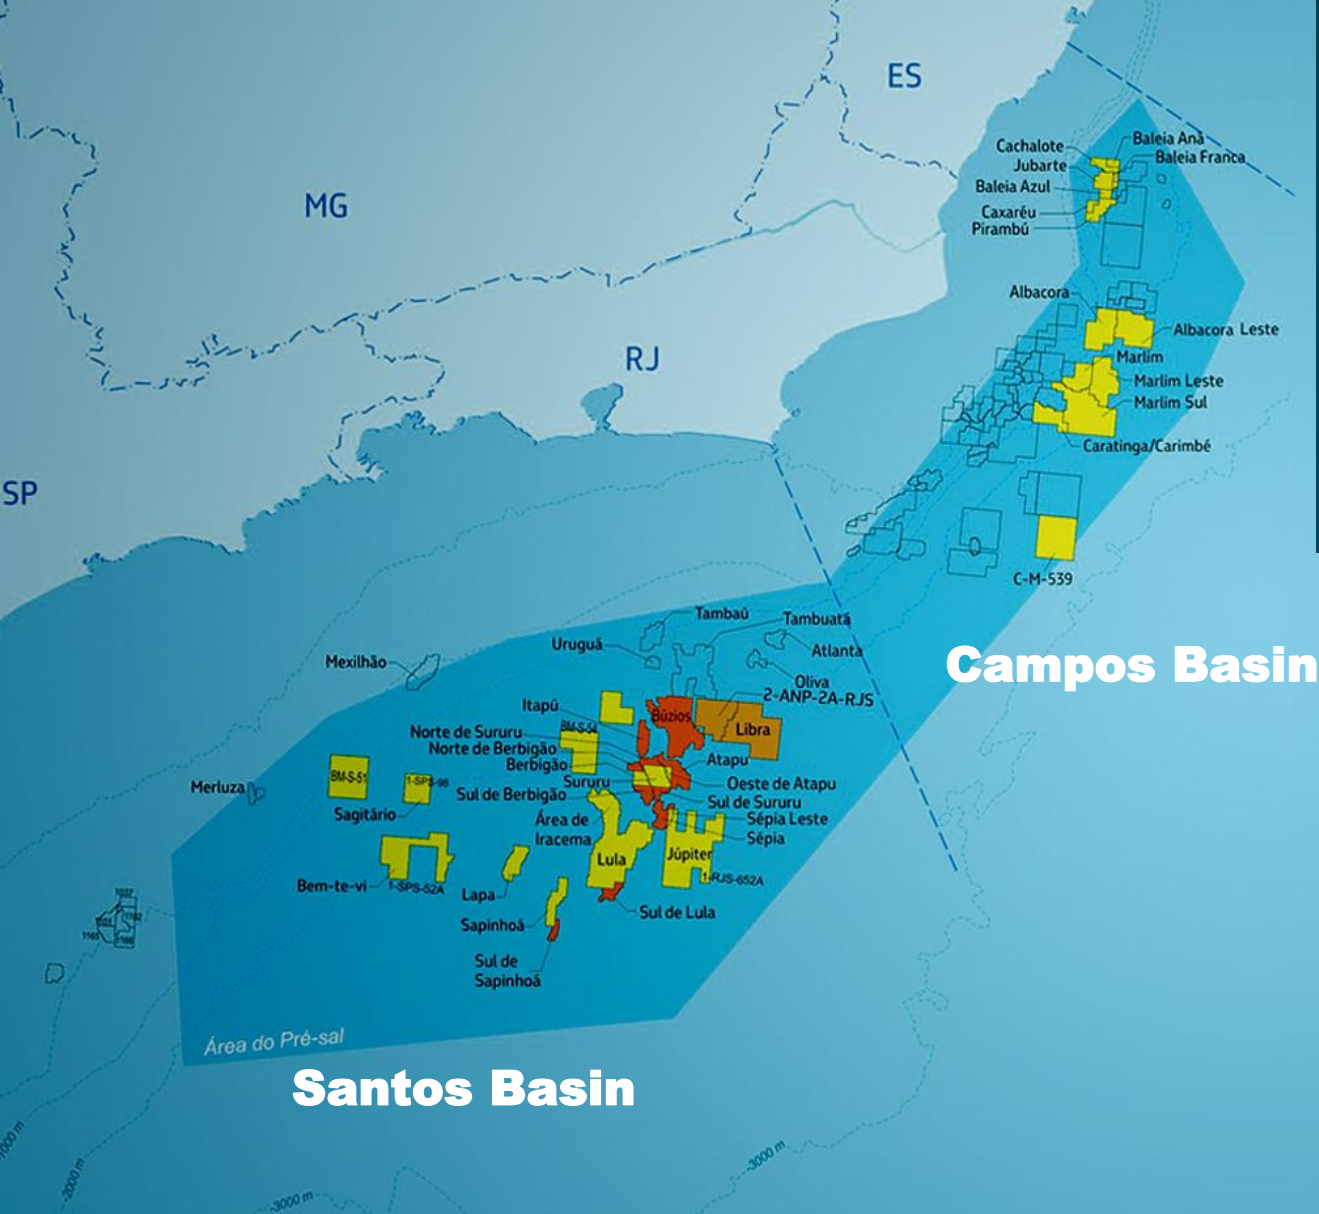 ES
MG
RJ
SP
Cachalote
Baleia Anã
Jubarte
Baleia Franca
Baleia Azul
Caxaréu
Pirambú
Albacora
Albacora Leste
Marlim
Marlim Leste
Marlim Sul
Caratinga/Carimbé
C-M-539
Campos Basin
Tambaú
Tambuatá
Uruguá
Atlanta
Mexilhão
Oliva
2-ANP-2A-RJS
Itapú
Búzios
Libra
BM-S-54
Norte de Sururu
Norte de Berbigão
Berbigão
Atapu
BM-S-51
1-SPS-98
Sururu
Oeste de Atapu
Merluza
Sul de Berbigão
Sul de Sururu
Sagitário
Área de
Iracema
Sépia Leste
Sépia
Lula
Júpiter
Bem-te-vi
1-SPS-52A
Lapa
1-RJS-652A
Sapinhoá
Sul de Lula
Sul de
Sapinhoá
1037
1165
1166
Área do Pré-sal
Santos Basin
-2000 m
-3000 m
-3000 m